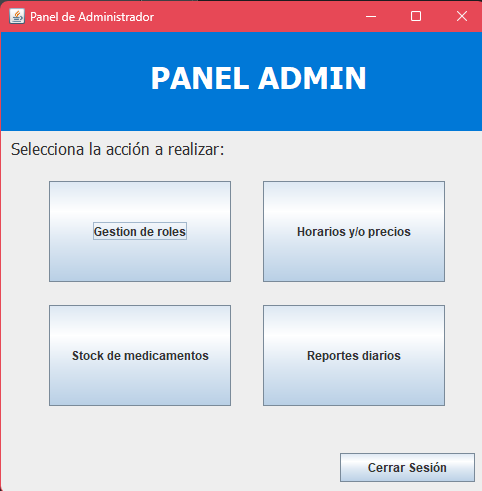 Panel de Administrador
PANEL ADMIN
Selecciona la acción a realizar:
Gestion de roles
Horarios y/o precios
Stock de medicamentos
Reportes diarios
Cerrar Sesión